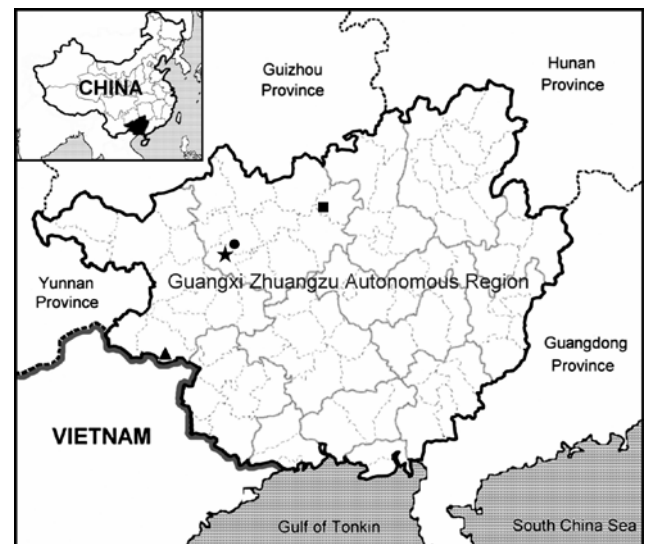 CHINA
Guizhou
Province
Hunan
Province
Yunnan
Province
Guangxi Zhuangzu Autonomous Region
Guangdong
Province
VIETNAM
Gulf of Tonkin
South China Sea